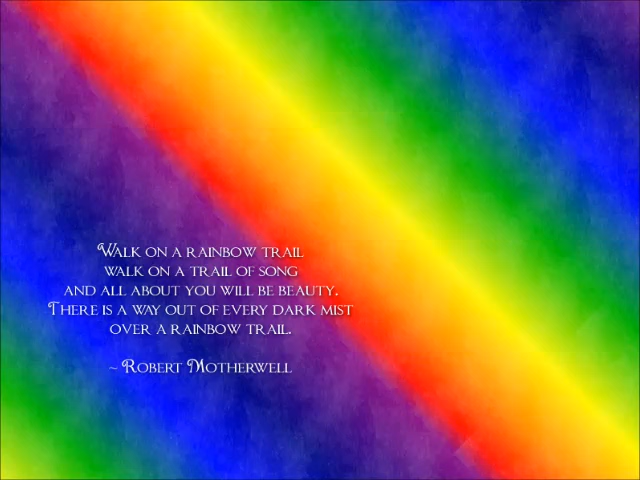 Walk on a rainbow trail
walk on a trail of song
and all about you will be beauty.
There is a way out of every dark mist
over a rainbow trail.
~ Robert Motherwell